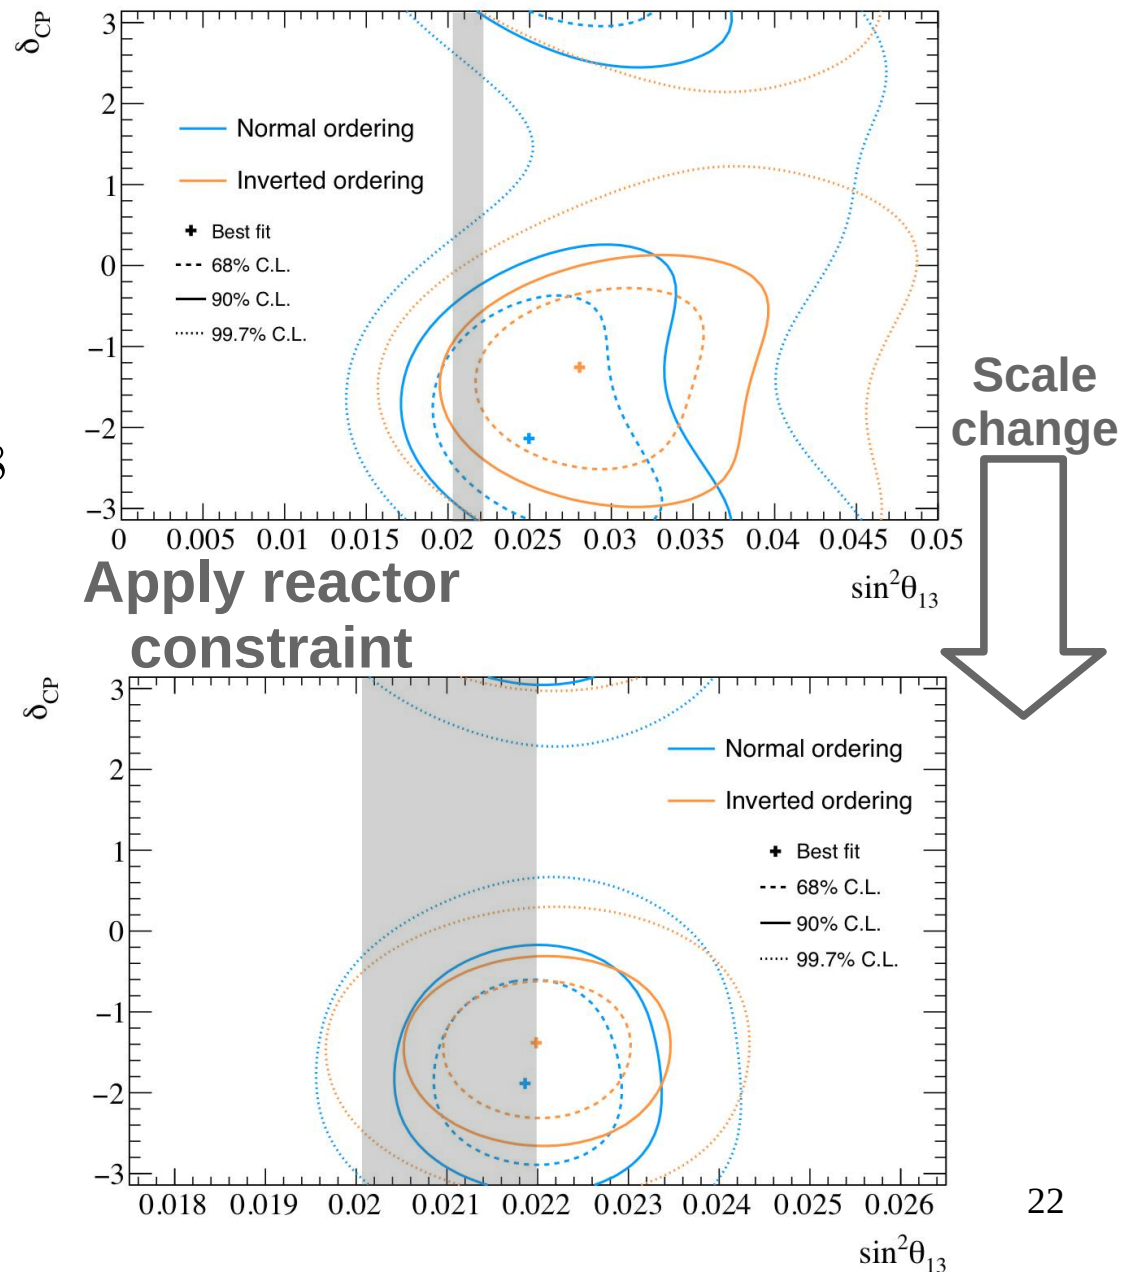 δCP
3
2
1
0
−1
−2
−3
Normal ordering
Inverted ordering
Best fit
68% C.L.
90% C.L.
99.7% C.L.
0 0.005 0.01 0.015 0.02 0.025 0.03 0.035 0.04 0.045 0.05
sin²θ₁₃
Scale
change
Apply reactor
constraint
δCP
3
2
1
0
−1
−2
−3
Normal ordering
Inverted ordering
Best fit
68% C.L.
90% C.L.
99.7% C.L.
0.018 0.019 0.02 0.021 0.022 0.023 0.024 0.025 0.026
sin²θ₁₃
22